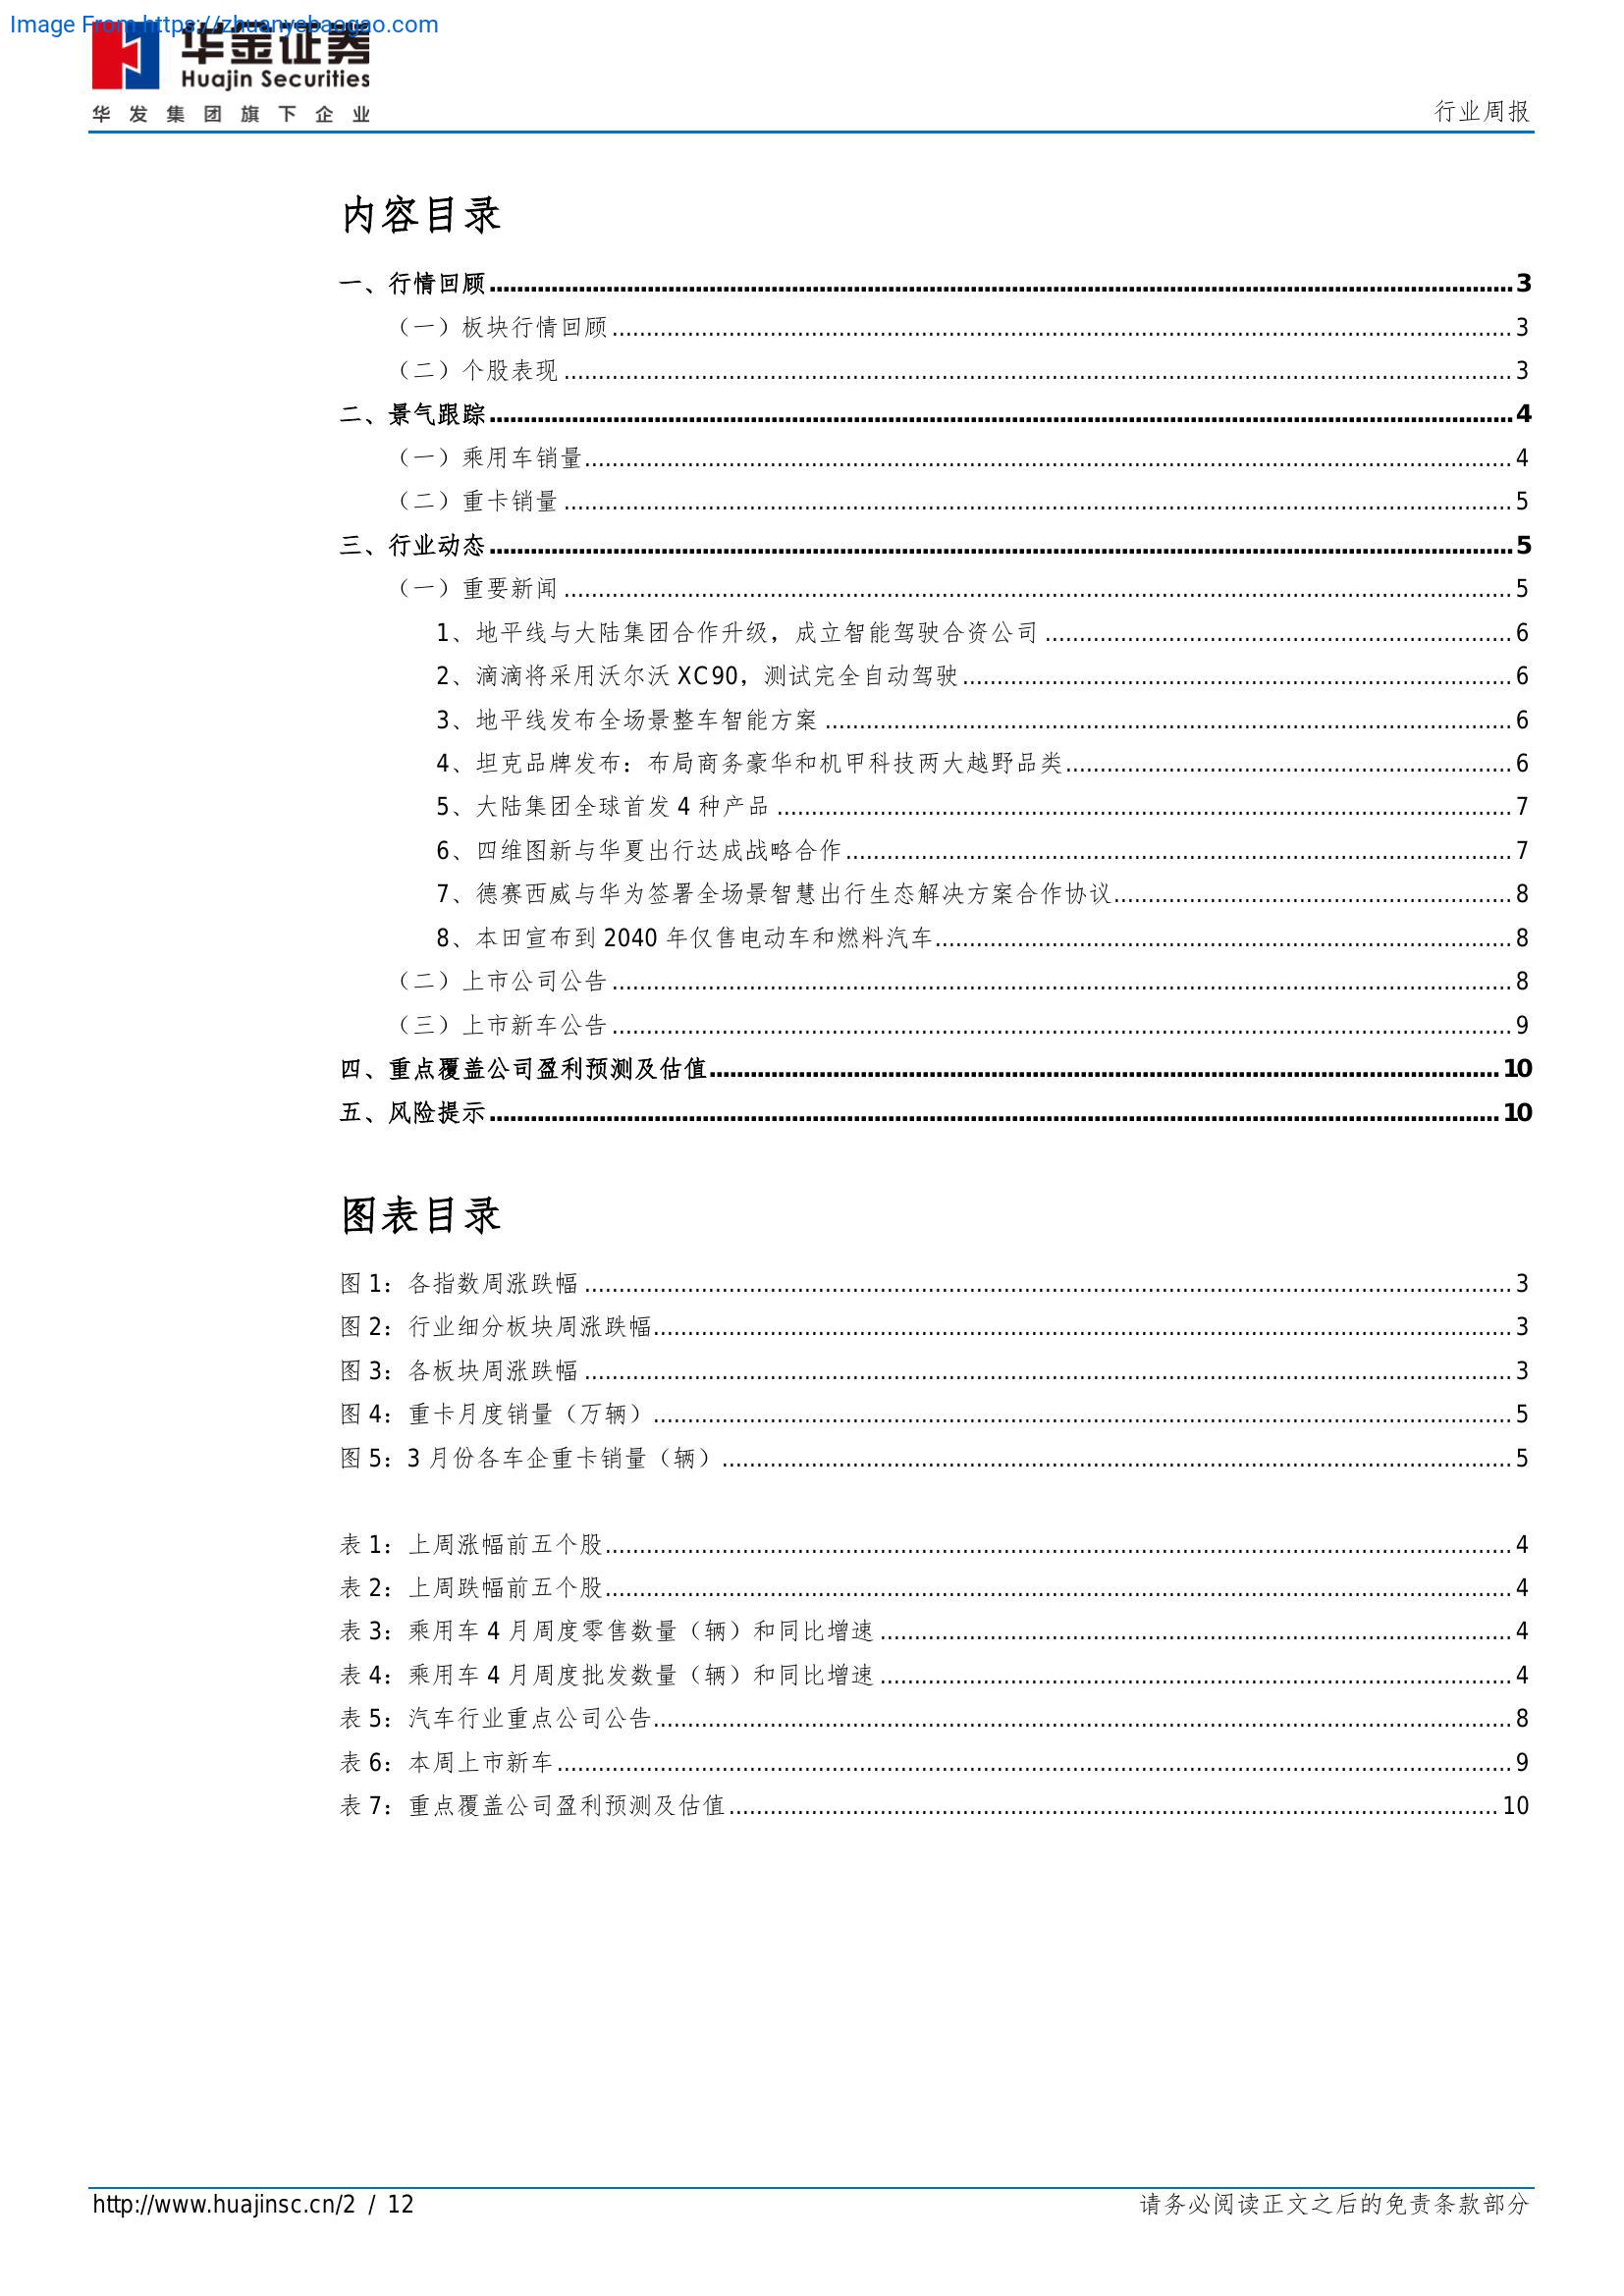 Image From https://zhuanyebaogao.com
华金证券
Huajin Securities
华发集团旗下企业
行业周报
内容目录
一、行情回顾........3
（一）板块行情回顾........3
（二）个股表现........3
二、景气跟踪........4
（一）乘用车销量........4
（二）重卡销量........5
三、行业动态........5
（一）重要新闻........5
1、地平线与大陆集团合作升级，成立智能驾驶合资公司........6
2、滴滴将采用沃尔沃 XC90，测试完全自动驾驶........6
3、地平线发布全场景整车智能方案........6
4、坦克品牌发布：布局商务豪华和机甲科技两大越野品类........6
5、大陆集团全球首发 4 种产品........7
6、四维图新与华夏出行达成战略合作........7
7、德赛西威与华为签署全场景智慧出行生态解决方案合作协议........8
8、本田宣布到 2040 年仅售电动车和燃料汽车........8
（二）上市公司公告........8
（三）上市新车公告........9
四、重点覆盖公司盈利预测及估值........10
五、风险提示........10
图表目录
图 1：各指数周涨跌幅........3
图 2：行业细分板块周涨跌幅........3
图 3：各板块周涨跌幅........3
图 4：重卡月度销量（万辆）........5
图 5：3 月份各车企重卡销量（辆）........5
表 1：上周涨幅前五个股........4
表 2：上周跌幅前五个股........4
表 3：乘用车 4 月周度零售数量（辆）和同比增速........4
表 4：乘用车 4 月周度批发数量（辆）和同比增速........4
表 5：汽车行业重点公司公告........8
表 6：本周上市新车........9
表 7：重点覆盖公司盈利预测及估值........10
http://www.huajinsc.cn/2 / 12
请务必阅读正文之后的免责条款部分